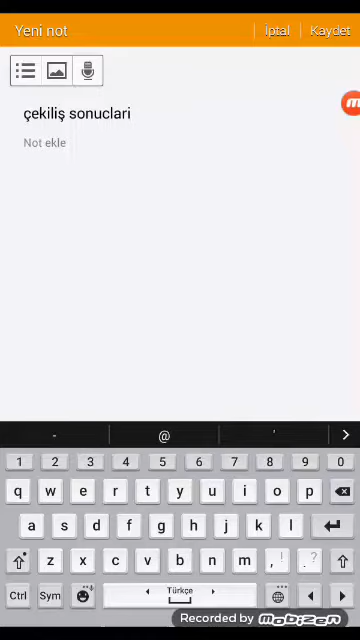 Yeni not İptal Kaydet
çekiliş sonuclari
Not ekle
- @ '
1 2 3 4 5 6 7 8 9 0
q w e r t y u i o p
a s d f g h j k l
z x c v b n m , ! . ?
Ctrl Sym Türkçe
Recorded by mobizen